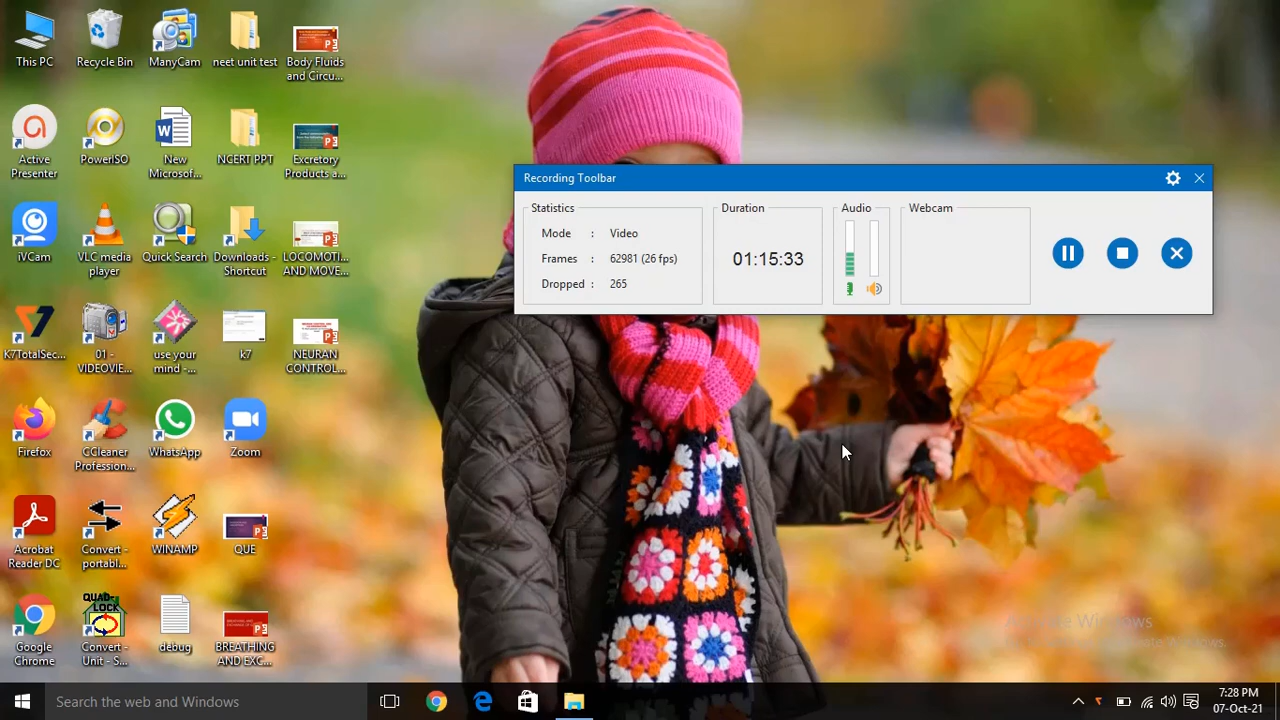 This PC
Recycle Bin
ManyCam
neet unit test
Body Fluids
and Circu...
Active
Presenter
PowerISO
New
Microsof...
NCERT PPT
Excretory
Products a...
iVCam
VLC media
player
Quick Search
Downloads -
Shortcut
LOCOMOTI...
AND MOVE...
K7TotalSec...
01 -
VIDEOVIE...
use your
mind -...
k7
NEURAN
CONTROL...
Firefox
CCleaner
Profession...
WhatsApp
Zoom
Acrobat
Reader DC
Convert -
portabl...
WINAMP
QUE
Google
Chrome
QUAD-
LOCK
Convert -
Unit - S...
debug
BREATHING
AND EXC...
Recording Toolbar
Statistics
Mode : Video
Frames : 62981 (26 fps)
Dropped : 265
Duration
01:15:33
Audio
Webcam
Search the web and Windows
7:28 PM
07-Oct-21